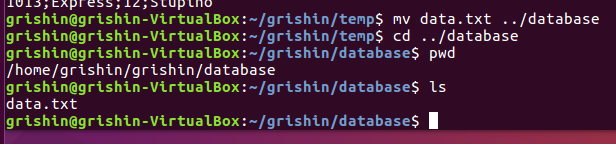 1013;Express;12;Stupino
grishin@grishin-VirtualBox:~/grishin/temp$ mv data.txt ../database
grishin@grishin-VirtualBox:~/grishin/temp$ cd ../database
grishin@grishin-VirtualBox:~/grishin/database$ pwd
/home/grishin/grishin/database
grishin@grishin-VirtualBox:~/grishin/database$ ls
data.txt
grishin@grishin-VirtualBox:~/grishin/database$